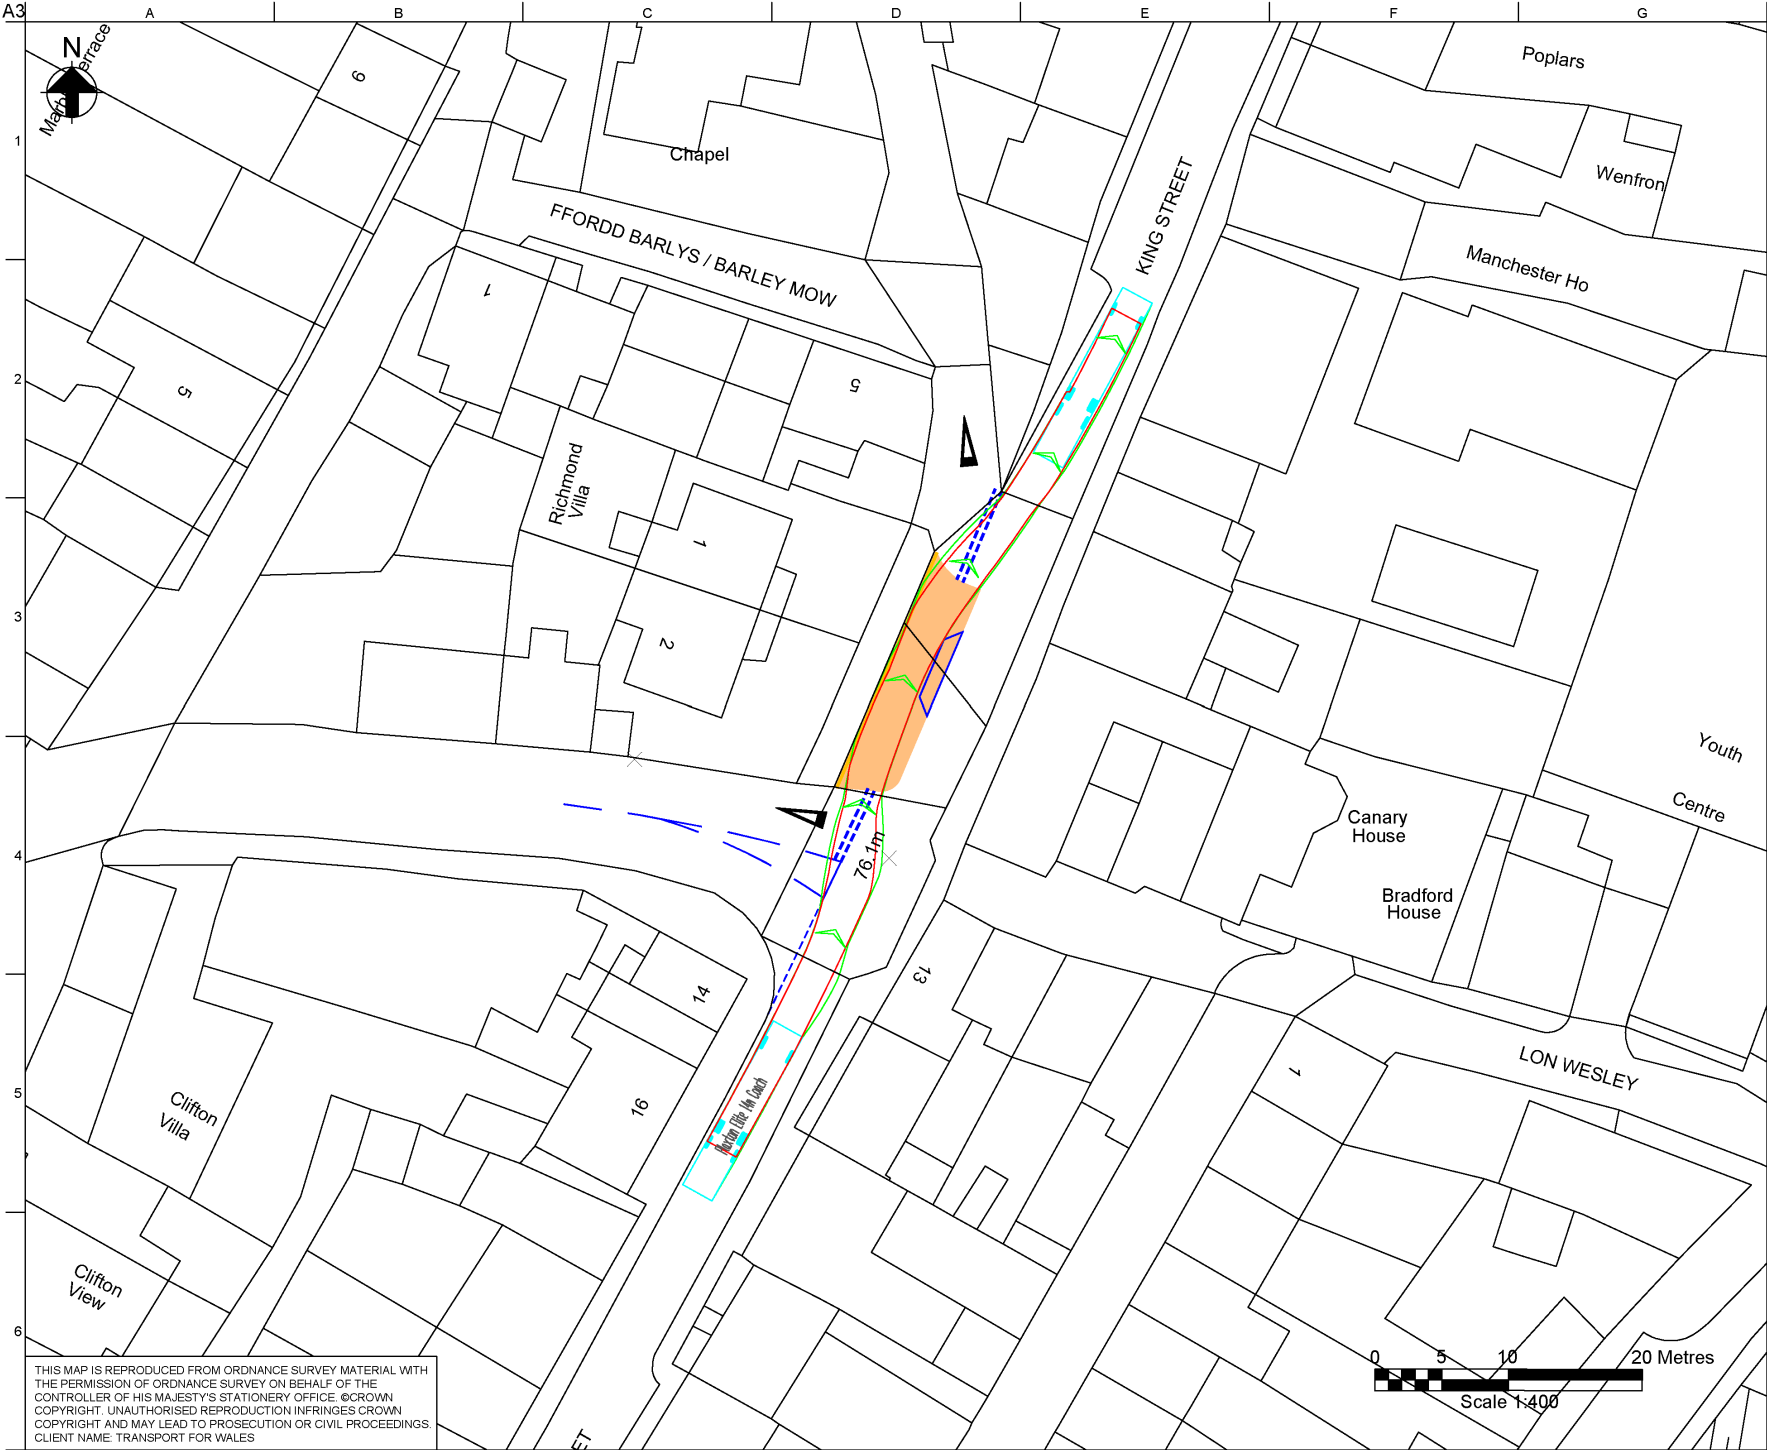 A3
A
B
C
D
E
F
G
N
1
2
3
4
5
6
9
Chapel
FFORDD BARLYS / BARLEY MOW
KING STREET
Poplars
Wenfron
Manchester Ho
1
5
5
Richmond
Villa
1
2
Youth
Centre
Canary
House
Bradford
House
76.1m
13
14
16
Plaxton Elite 14m Coach
Clifton
Villa
Clifton
View
1
LON WESLEY
ET
0 5 10 20 Metres
Scale 1:400
THIS MAP IS REPRODUCED FROM ORDNANCE SURVEY MATERIAL WITH
THE PERMISSION OF ORDNANCE SURVEY ON BEHALF OF THE
CONTROLLER OF HIS MAJESTY'S STATIONERY OFFICE. ©CROWN
COPYRIGHT. UNAUTHORISED REPRODUCTION INFRINGES CROWN
COPYRIGHT AND MAY LEAD TO PROSECUTION OR CIVIL PROCEEDINGS.
CLIENT NAME: TRANSPORT FOR WALES